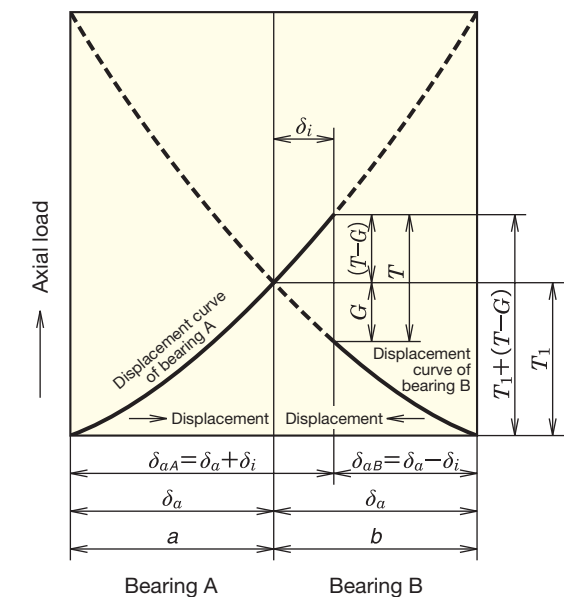 δi
(T−G)
T
G
T1+(T−G)
T1
Axial load
Displacement curve
of bearing A
Displacement
curve of
bearing B
Displacement
Displacement
δaA=δa+δi
δaB=δa−δi
δa
δa
a
b
Bearing A
Bearing B